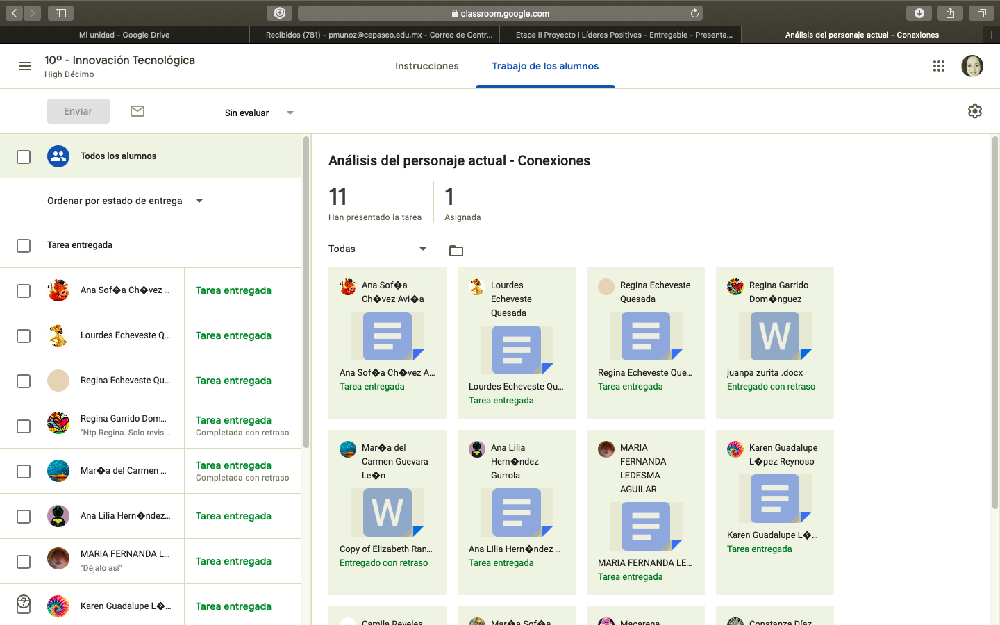 classroom.google.com
Mi unidad - Google Drive
Recibidos (781) - pmunoz@cepaseo.edu.mx - Correo de Centr...
Etapa II Proyecto I Líderes Positivos - Entregable - Presenta...
Análisis del personaje actual - Conexiones
10º - Innovación Tecnológica
High Décimo
Instrucciones
Trabajo de los alumnos
Enviar
Sin evaluar
Todos los alumnos
Ordenar por estado de entrega
Tarea entregada
Ana Sof�a Ch�vez ...
Tarea entregada
Lourdes Echeveste Q...
Tarea entregada
Regina Echeveste Qu...
Tarea entregada
Regina Garrido Dom...
"Ntp Regina. Solo revis...
Tarea entregada
Completada con retraso
Mar�a del Carmen ...
Tarea entregada
Completada con retraso
Ana Lilia Hern�ndez...
Tarea entregada
MARIA FERNANDA L...
"Déjalo así"
Tarea entregada
Karen Guadalupe L�...
Tarea entregada
Análisis del personaje actual - Conexiones
11
Han presentado la tarea
1
Asignada
Todas
Ana Sof�a
Ch�vez Avi�a
Ana Sof�a Ch�vez A...
Tarea entregada
Lourdes
Echeveste
Quesada
Lourdes Echeveste Qu...
Tarea entregada
Regina Echeveste
Quesada
Regina Echeveste Que...
Tarea entregada
Regina Garrido
Dom�nguez
W
juanpa zurita .docx
Entregado con retraso
Mar�a del
Carmen Guevara
Le�n
W
Copy of Elizabeth Ran...
Entregado con retraso
Ana Lilia
Hern�ndez
Gurrola
Ana Lilia Hern�ndez ...
Tarea entregada
MARIA
FERNANDA
LEDESMA
AGUILAR
MARIA FERNANDA LE...
Tarea entregada
Karen Guadalupe
L�pez Reynoso
Karen Guadalupe L�...
Tarea entregada
Camila Reyeles
Mar�a Sof�a
Macarena
Constanza Díaz